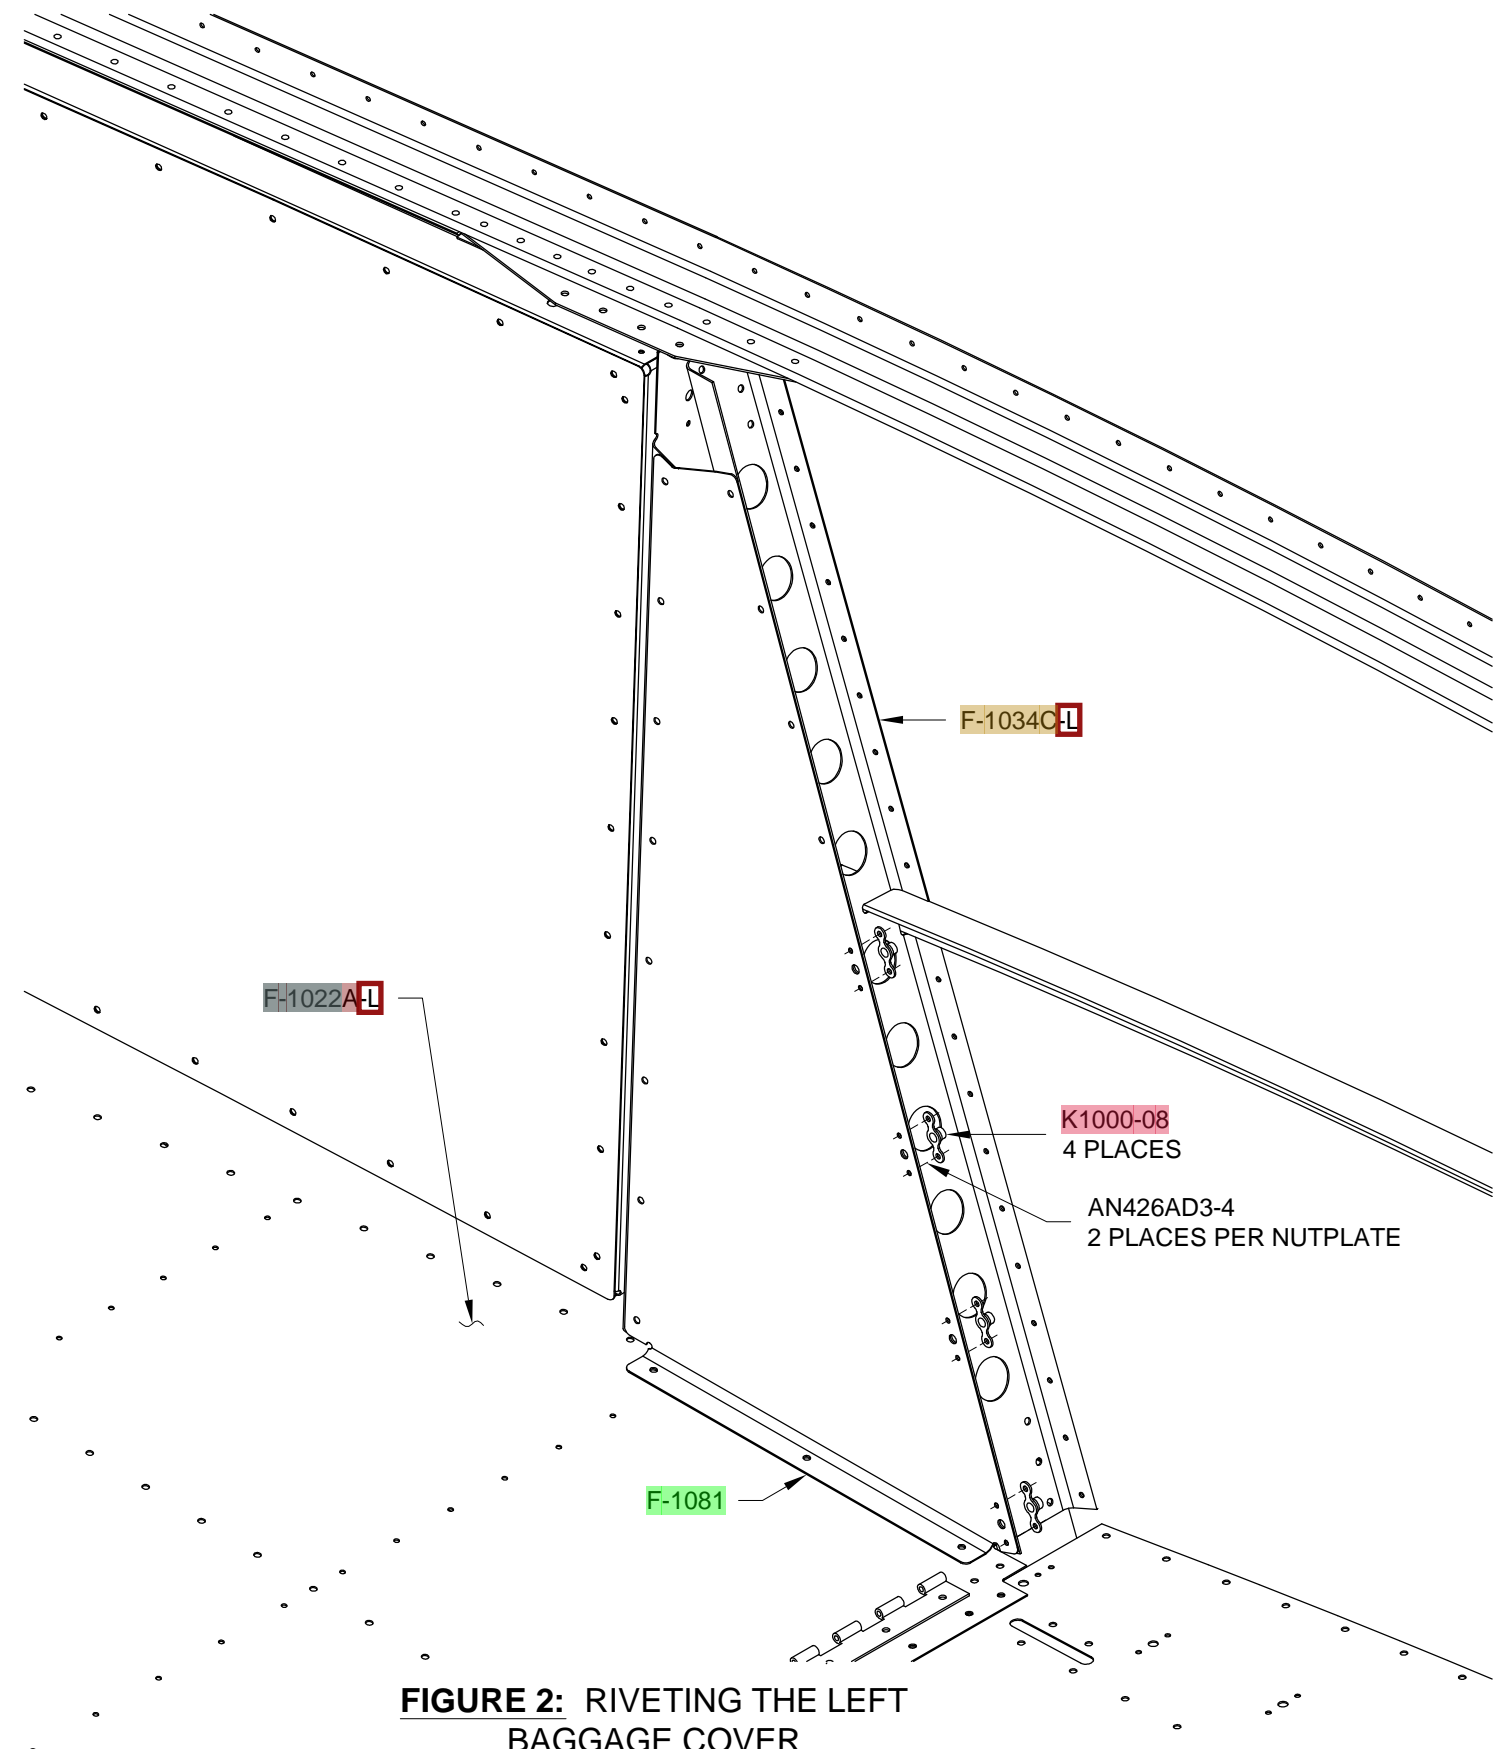 F-1034C-L
F-1022A-L
K1000-08
4 PLACES
AN426AD3-4
2 PLACES PER NUTPLATE
F-1081
FIGURE 2: RIVETING THE LEFT
BAGGAGE COVER